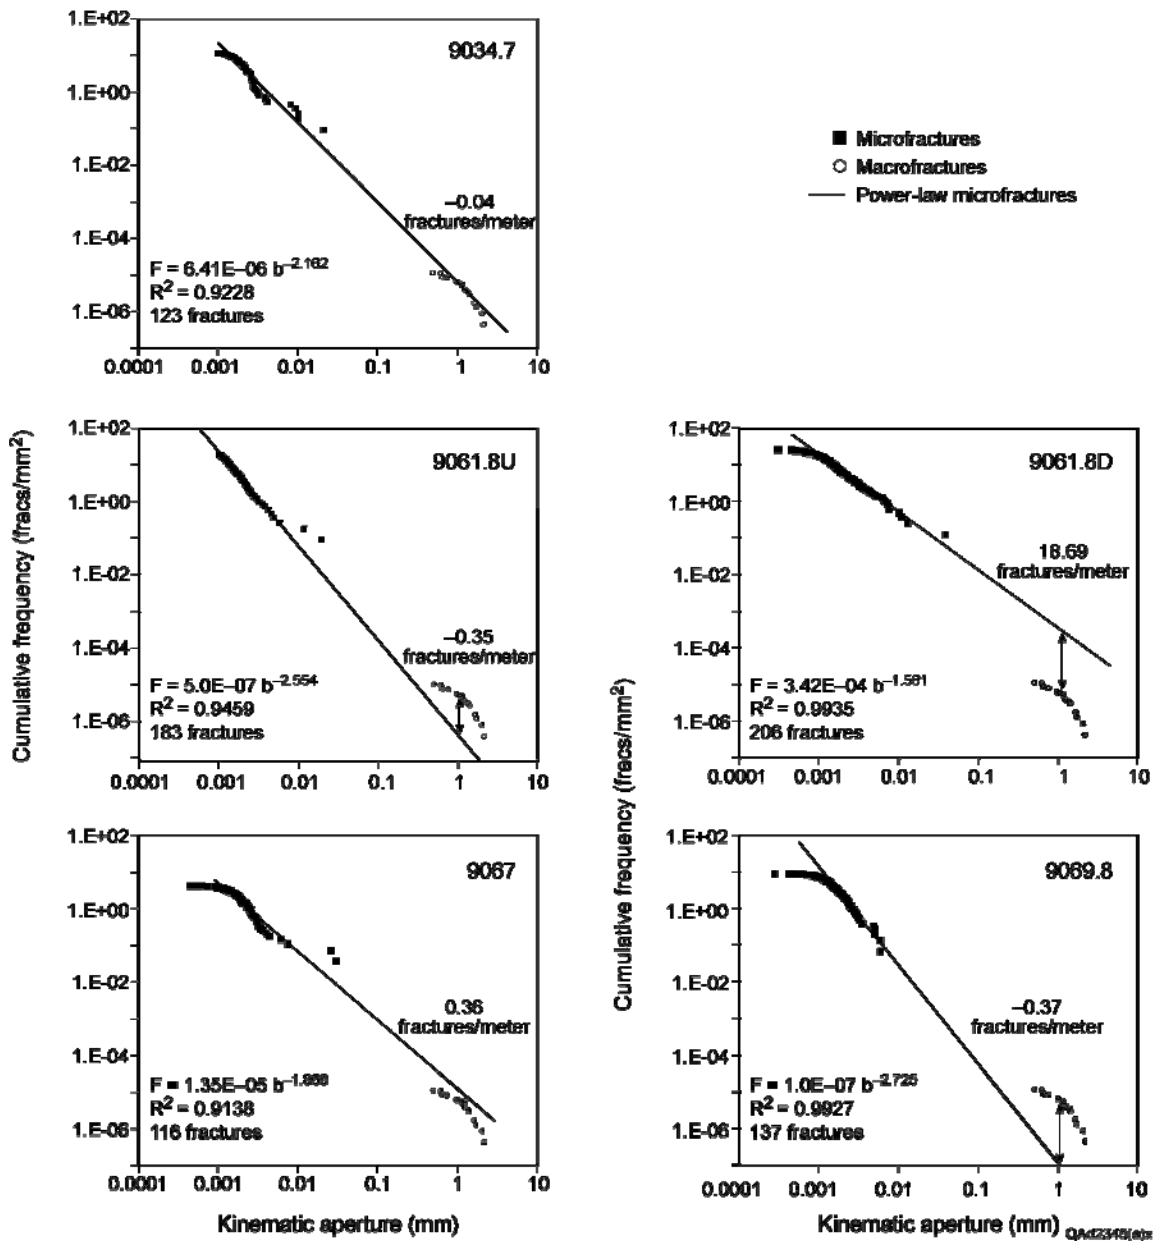 1.E+02
1.E+00
1.E–02
1.E–04
1.E–06
9034.7
–0.04
fractures/meter
F = 6.41E–06 b–2.162
R2 = 0.9228
123 fractures
0.0001 0.001 0.01 0.1 1 10
Microfractures
Macrofractures
Power-law microfractures
Cumulative frequency (fracs/mm2)
1.E+02
1.E+00
1.E–02
1.E–04
1.E–06
9061.8U
–0.35
fractures/meter
F = 5.0E–07 b–2.554
R2 = 0.9459
183 fractures
0.0001 0.001 0.01 0.1 1 10
1.E+02
1.E+00
1.E–02
1.E–04
1.E–06
9061.8D
18.69
fractures/meter
F = 3.42E–04 b–1.561
R2 = 0.9935
206 fractures
0.0001 0.001 0.01 0.1 1 10
1.E+02
1.E+00
1.E–02
1.E–04
1.E–06
9067
0.36
fractures/meter
F = 1.35E–05
R2 = 0.9138
116 fractures
0.0001 0.001 0.01 0.1 1 10
Kinematic aperture (mm)
Cumulative frequency (fracs/mm2)
1.E+02
1.E+00
1.E–02
1.E–04
1.E–06
9069.8
–0.37
fractures/meter
F = 1.0E–07 b–2.725
R2 = 0.9927
137 fractures
0.0001 0.001 0.01 0.1 1 10
Kinematic aperture (mm)